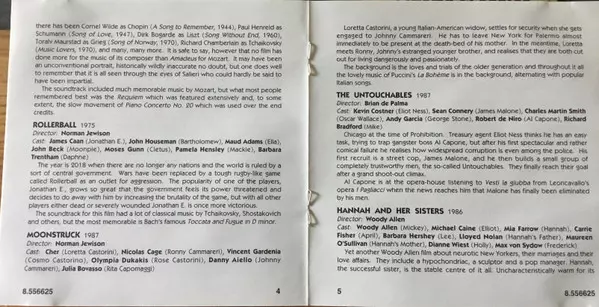 there has been Cornel Wilde as Chopin (A Song to Remember, 1944), Paul Henreid as
Schumann (Song of Love, 1947), Dirk Bogarde as Liszt (Song Without End, 1960),
Toralv Maurstad as Grieg (Song of Norway, 1970), Richard Chamberlain as Tchaikovsky
(Music Lovers, 1970), and many, many more. It is safe to say, however that no film has
done more for the music of its composer than Amadeus for Mozart. It may have been
an unconventional portrait, historically wildly inaccurate no doubt, but one does well
to remember that it is all seen through the eyes of Salieri who could hardly be said to
have been impartial.
The soundtrack included much memorable music by Mozart, but what most people
remembered best was the Requiem which was featured extensively and, to some
extent, the slow movement of Piano Concerto No. 20 which was used over the end
credits.
ROLLERBALL 1975
Director: Norman Jewison
Cast: James Caan (Jonathan E.), John Houseman (Bartholomew), Maud Adams (Ella),
John Beck (Moonpie), Moses Gunn (Cletus), Pamela Hensley (Mackie), Barbara
Trentham (Daphne)
The year is 2018 when there are no longer any nations and the world is ruled by a
sort of central government. Wars have been replaced by a tough rugby-like game
called Rollerball as an outlet for aggression. The popularity of one of the players,
Jonathan E., grows so great that the government feels its power threatened and
decides to do away with him by increasing the brutality of the game, but with all other
players either dead or severely wounded Jonathan E. is once more victorious.
The soundtrack for this film had a lot of classical music by Tchaikovsky, Shostakovich
and others, but the most memorable is Bach's famous Toccata and Fugue in D minor.
MOONSTRUCK 1987
Director: Norman Jewison
Cast: Cher (Loretta Castorini), Nicolas Cage (Ronny Cammareri), Vincent Gardenia
(Cosmo Castorini), Olympia Dukakis (Rose Castorini), Danny Aiello (Johnny
Cammareri), Julia Bovasso (Rita Capomaggi)
8.556625
4
Loretta Castorini, a young Italian-American widow, settles for security when she gets
engaged to Johnny Cammareri. He has to leave New York for Palermo almost
immediately to be present at the death-bed of his mother. In the meantime, Loretta
meets Ronny, Johnny's estranged younger brother, and realises that they are both cut
out for living dangerously and passionately.
The background is the loves and trials of the older generation and throughout it all
the lovely music of Puccini's La Bohème is in the background, alternating with popular
Italian songs.
THE UNTOUCHABLES 1987
Director: Brian de Palma
Cast: Kevin Costner (Eliot Ness), Sean Connery (James Malone), Charles Martin Smith
(Oscar Wallace), Andy Garcia (George Stone), Robert de Niro (Al Capone), Richard
Bradford (Mike)
Chicago at the time of Prohibition. Treasury agent Eliot Ness thinks he has an easy
task, trying to trap gangster boss Al Capone, but after his first spectacular and rather
comical failure he realises how widespread corruption is even among the police. His
first recruit is a street cop, James Malone, and he then builds a small group of
completely trustworthy men, the so-called Untouchables. They finally reach their goal
after a grand shoot-out climax.
Al Capone is at the opera-house listening to Vesti la giubba from Leoncavallo's
opera I Pagliacci when the news reaches him that Malone has finally been eliminated
by his men.
HANNAH AND HER SISTERS 1986
Director: Woody Allen
Cast: Woody Allen (Mickey), Michael Caine (Elliot), Mia Farrow (Hannah), Carrie
Fisher (April), Barbara Hershey (Lee), Lloyed Nolan (Hannah's Father), Maureen
O'Sullivan (Hannah's Mother), Dianne Wiest (Holly), Max von Sydow (Frederick)
Yet another Woody Allen film about neurotic New Yorkers, their marriages and their
love affairs. They include a hypochondriac, a sculptor and a pop manager. Hannah,
the successful sister, is the stable centre of it all. Uncharacteristically warm for its
5
8.556625